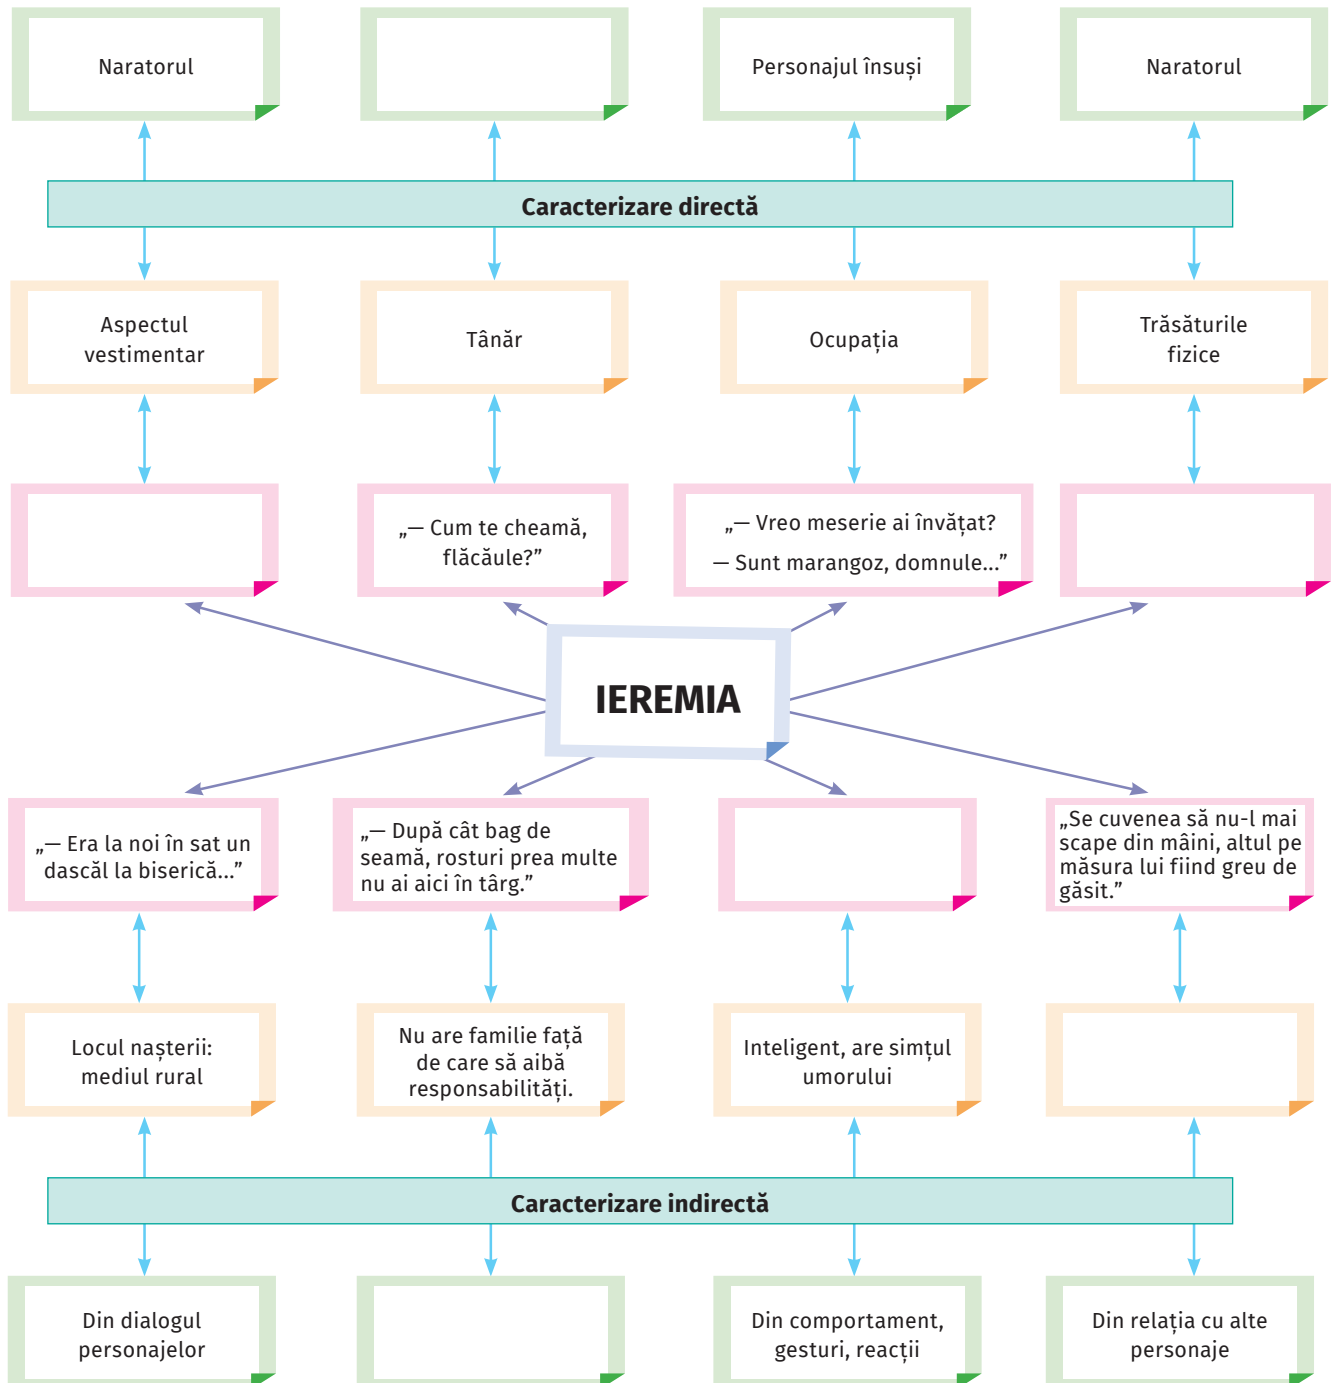 Naratorul
Personajul însuși
Naratorul
Caracterizare directă
Aspectul
vestimentar
Tânăr
Ocupația
Trăsăturile
fizice
„— Cum te cheamă,
flăcăule?”
„— Vreo meserie ai învățat?
— Sunt marangoz, domnule...”
IEREMIA
„— Era la noi în sat un
dascăl la biserică...”
„— După cât bag de
seamă, rosturi prea multe
nu ai aici în târg.”
„Se cuvenea să nu-l mai
scape din mâini, altul pe
măsura lui fiind greu de
găsit.”
Locul nașterii:
mediul rural
Nu are familie față
de care să aibă
responsabilități.
Inteligent, are simțul
umorului
Caracterizare indirectă
Din dialogul
personajelor
Din comportament,
gesturi, reacții
Din relația cu alte
personaje